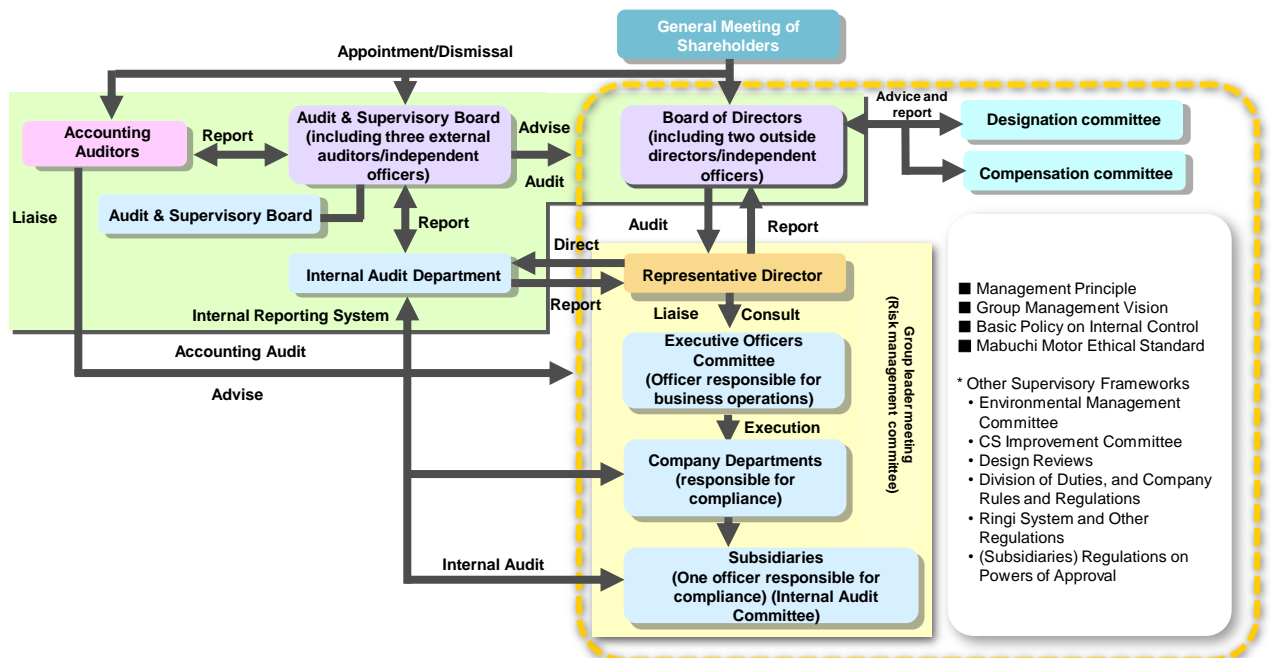 General Meeting of
Shareholders
Appointment/Dismissal
Accounting
Auditors
Report
Audit & Supervisory Board
(including three external
auditors/independent
officers)
Advise
Audit
Board of Directors
(including two outside
directors/independent
officers)
Advice and
report
Designation committee
Compensation committee
Liaise
Audit & Supervisory Board
Report
Audit
Report
Direct
Internal Audit Department
Representative Director
Report
Internal Reporting System
Liaise
Consult
Accounting Audit
Advise
Executive Officers
Committee
(Officer responsible for
business operations)
Execution
Company Departments
(responsible for
compliance)
Internal Audit
Subsidiaries
(One officer responsible for
compliance) (Internal Audit
Committee)
Group leader meeting
(Risk management committee)
■ Management Principle
■ Group Management Vision
■ Basic Policy on Internal Control
■ Mabuchi Motor Ethical Standard
* Other Supervisory Frameworks
• Environmental Management
Committee
• CS Improvement Committee
• Design Reviews
• Division of Duties, and Company
Rules and Regulations
• Ringi System and Other
Regulations
• (Subsidiaries) Regulations on
Powers of Approval